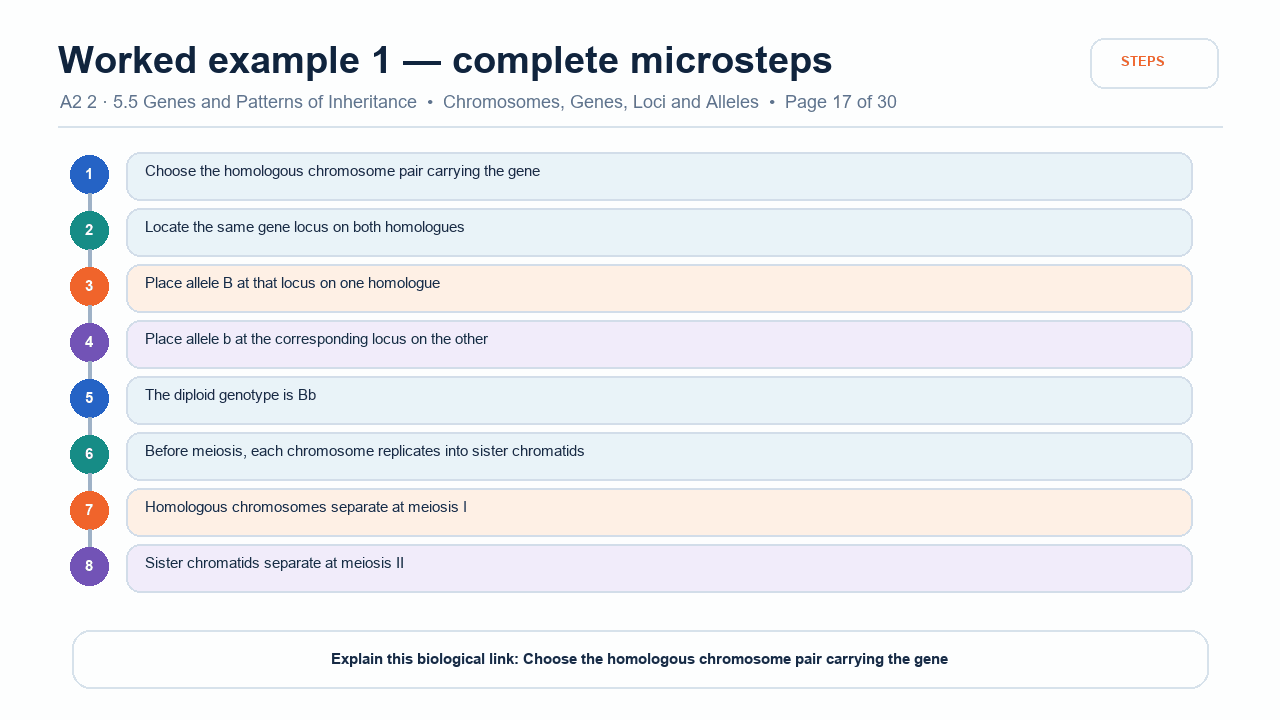 Worked example 1 — complete microsteps
STEPS
A2 2 · 5.5 Genes and Patterns of Inheritance • Chromosomes, Genes, Loci and Alleles • Page 17 of 30
1 Choose the homologous chromosome pair carrying the gene
2 Locate the same gene locus on both homologues
3 Place allele B at that locus on one homologue
4 Place allele b at the corresponding locus on the other
5 The diploid genotype is Bb
6 Before meiosis, each chromosome replicates into sister chromatids
7 Homologous chromosomes separate at meiosis I
8 Sister chromatids separate at meiosis II
Explain this biological link: Choose the homologous chromosome pair carrying the gene